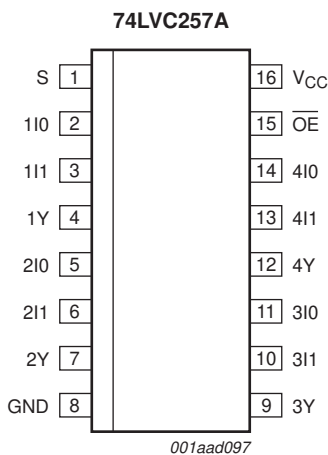 74LVC257A
S 1 16 VCC
1I0 2 15 OE
1I1 3 14 4I0
1Y 4 13 4I1
2I0 5 12 4Y
2I1 6 11 3I0
2Y 7 10 3I1
GND 8 9 3Y
001aad097